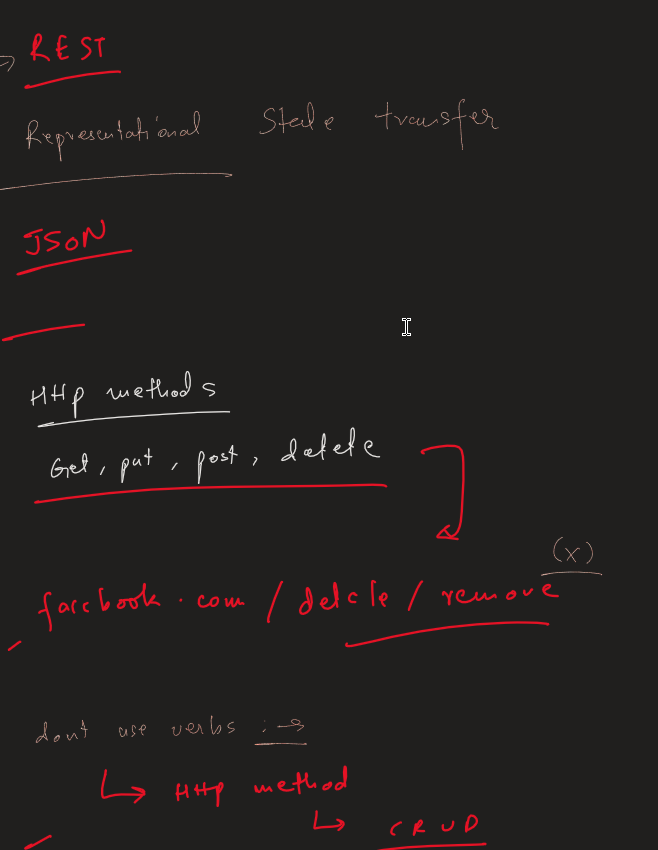 REST
Representational State transfer
JSON
Http methods
Get, put, post, delete
(x)
facebook.com / delete / remove
dont use verbs :→
↳ Http method
↳ CRUD